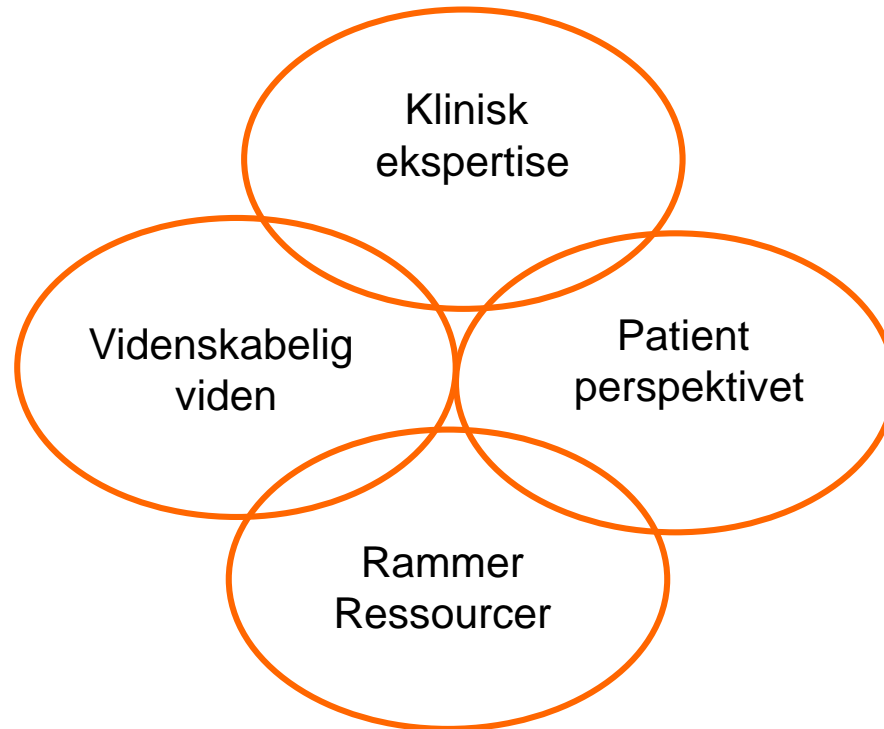 Klinisk
ekspertise
Videnskabelig
viden
Patient
perspektivet
Rammer
Ressourcer